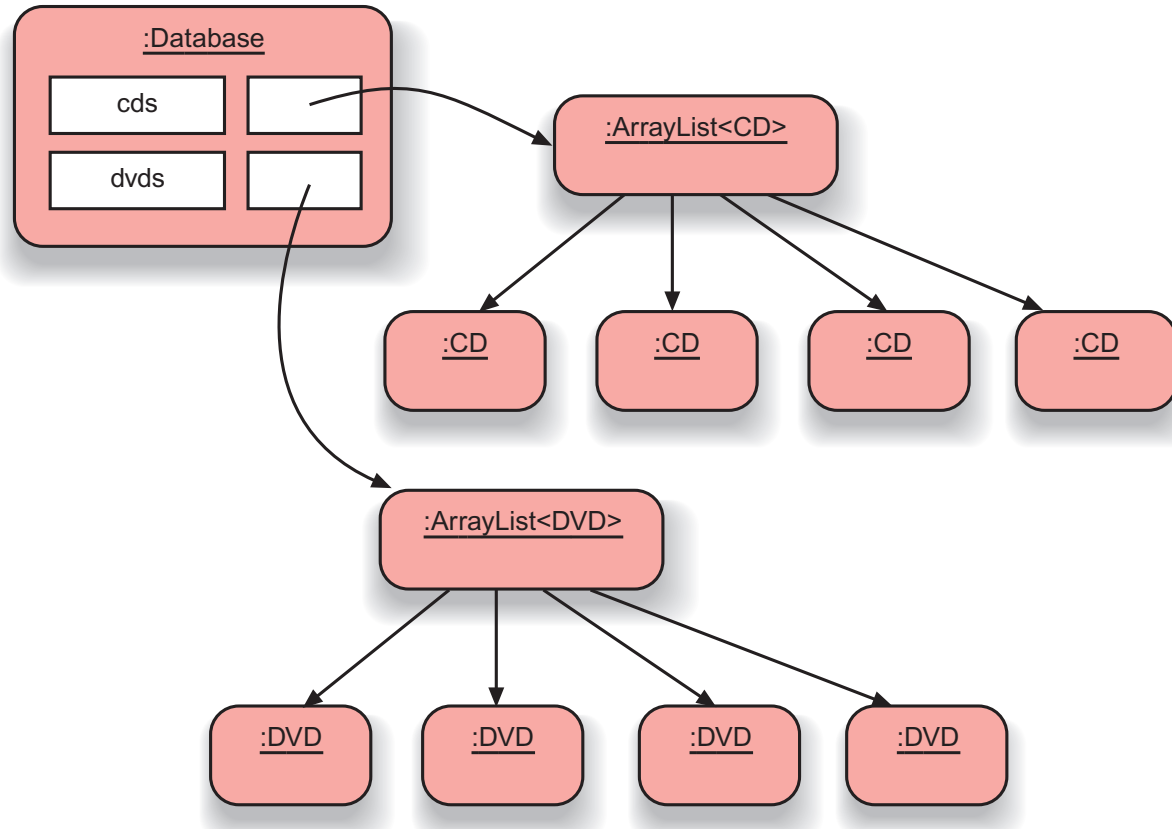 :Database
cds
dvds
:ArrayList<CD>
:CD
:CD
:CD
:CD
:ArrayList<DVD>
:DVD
:DVD
:DVD
:DVD